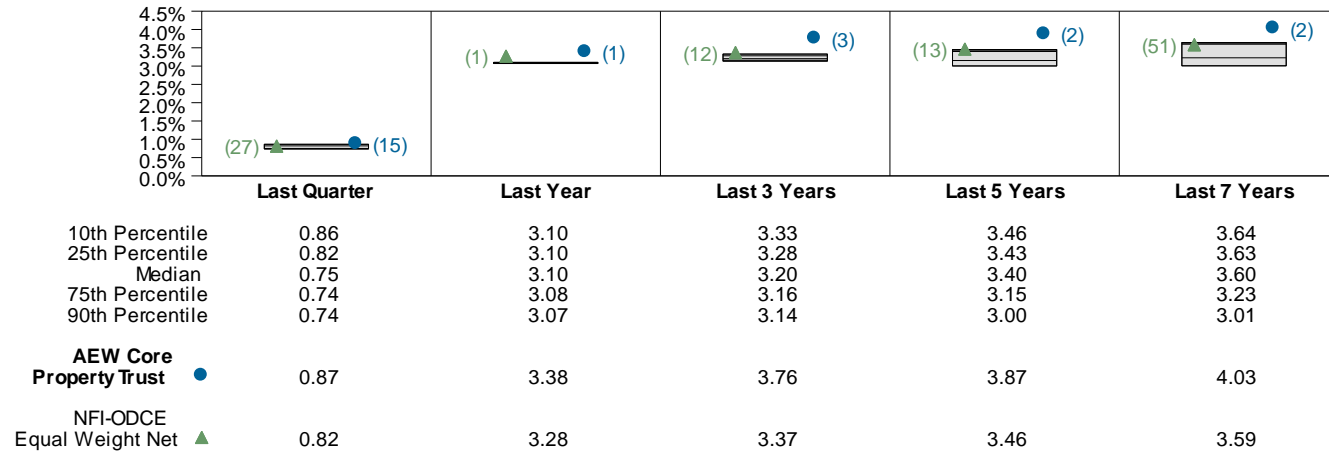 4.5%
4.0%
3.5%
3.0%
2.5%
2.0%
1.5%
1.0%
0.5%
0.0%
(27) (15)
(1) (1)
(12) (3)
(13) (2)
(51) (2)
Last Quarter Last Year Last 3 Years Last 5 Years Last 7 Years
10th Percentile 0.86 3.10 3.33 3.46 3.64
25th Percentile 0.82 3.10 3.28 3.43 3.63
Median 0.75 3.10 3.20 3.40 3.60
75th Percentile 0.74 3.08 3.16 3.15 3.23
90th Percentile 0.74 3.07 3.14 3.00 3.01
AEW Core
Property Trust 0.87 3.38 3.76 3.87 4.03
NFI-ODCE
Equal Weight Net 0.82 3.28 3.37 3.46 3.59